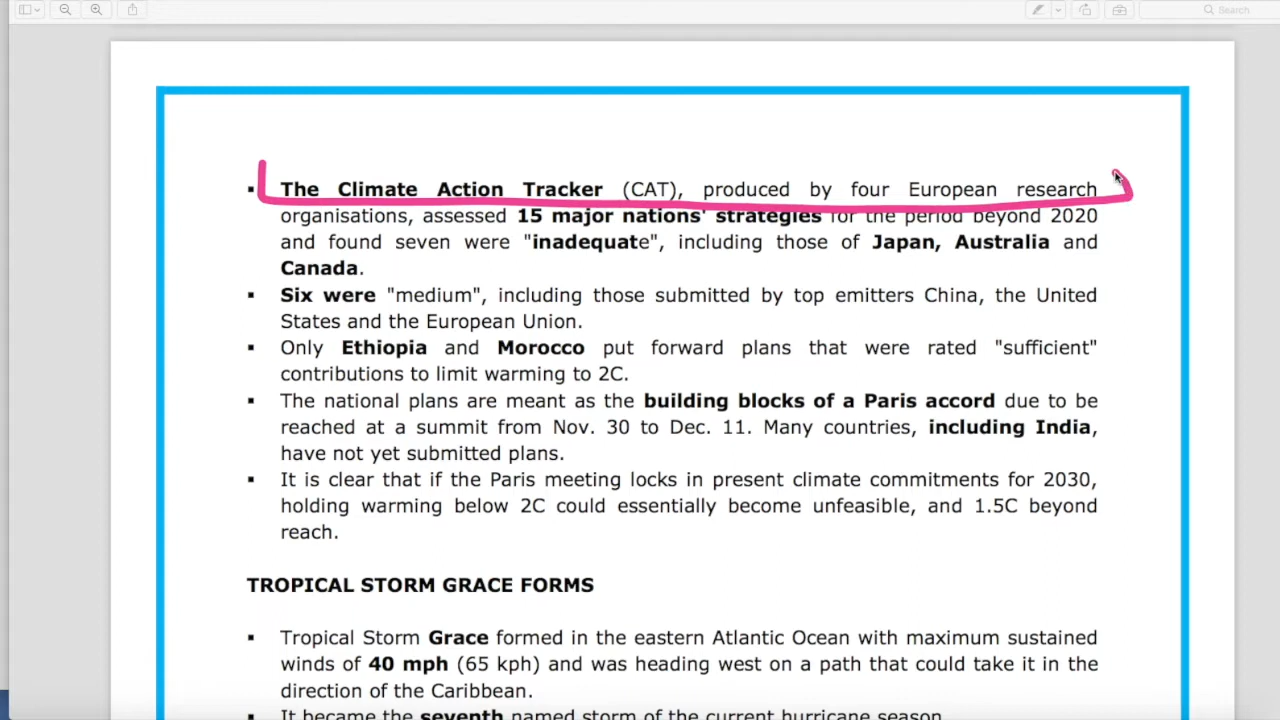 Search
▪ The Climate Action Tracker (CAT), produced by four European research
organisations, assessed 15 major nations' strategies for the period beyond 2020
and found seven were "inadequate", including those of Japan, Australia and
Canada.
▪ Six were "medium", including those submitted by top emitters China, the United
States and the European Union.
▪ Only Ethiopia and Morocco put forward plans that were rated "sufficient"
contributions to limit warming to 2C.
▪ The national plans are meant as the building blocks of a Paris accord due to be
reached at a summit from Nov. 30 to Dec. 11. Many countries, including India,
have not yet submitted plans.
▪ It is clear that if the Paris meeting locks in present climate commitments for 2030,
holding warming below 2C could essentially become unfeasible, and 1.5C beyond
reach.
TROPICAL STORM GRACE FORMS
▪ Tropical Storm Grace formed in the eastern Atlantic Ocean with maximum sustained
winds of 40 mph (65 kph) and was heading west on a path that could take it in the
direction of the Caribbean.
▪ It became the seventh named storm of the current hurricane season.